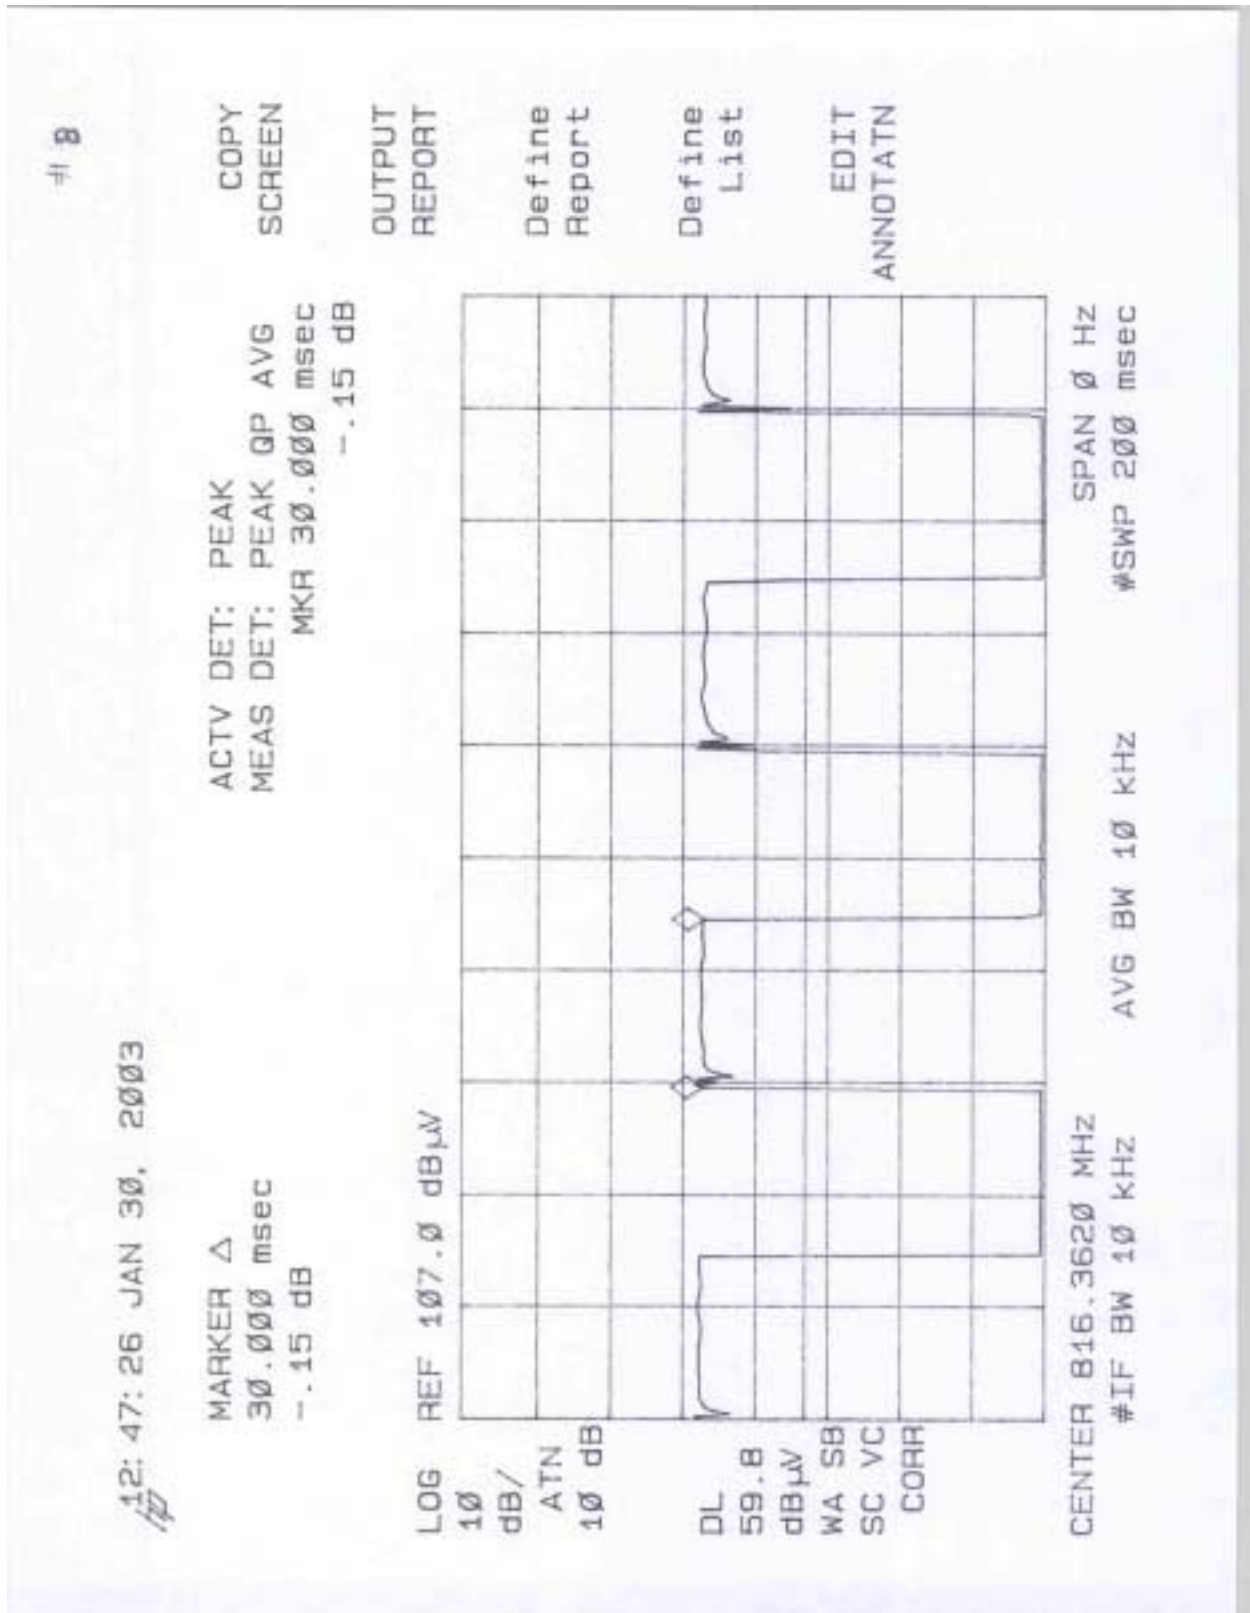 # B
12:47:26 JAN 30, 2003
ACTV DET: PEAK
MEAS DET: PEAK QP AVG
MKR 30.000 msec
-.15 dB
MARKER △
30.000 msec
-.15 dB
LOG REF 107.0 dBµV
10
dB/
ATN
10 dB
DL
59.8
dBµV
WA SB
SC VC
CORR
CENTER 816.3620 MHz
SPAN 0 Hz
#IF BW 10 kHz
AVG BW 10 kHz
#SWP 200 msec
COPY
SCREEN
OUTPUT
REPORT
Define
Report
Define
List
EDIT
ANNOTATN